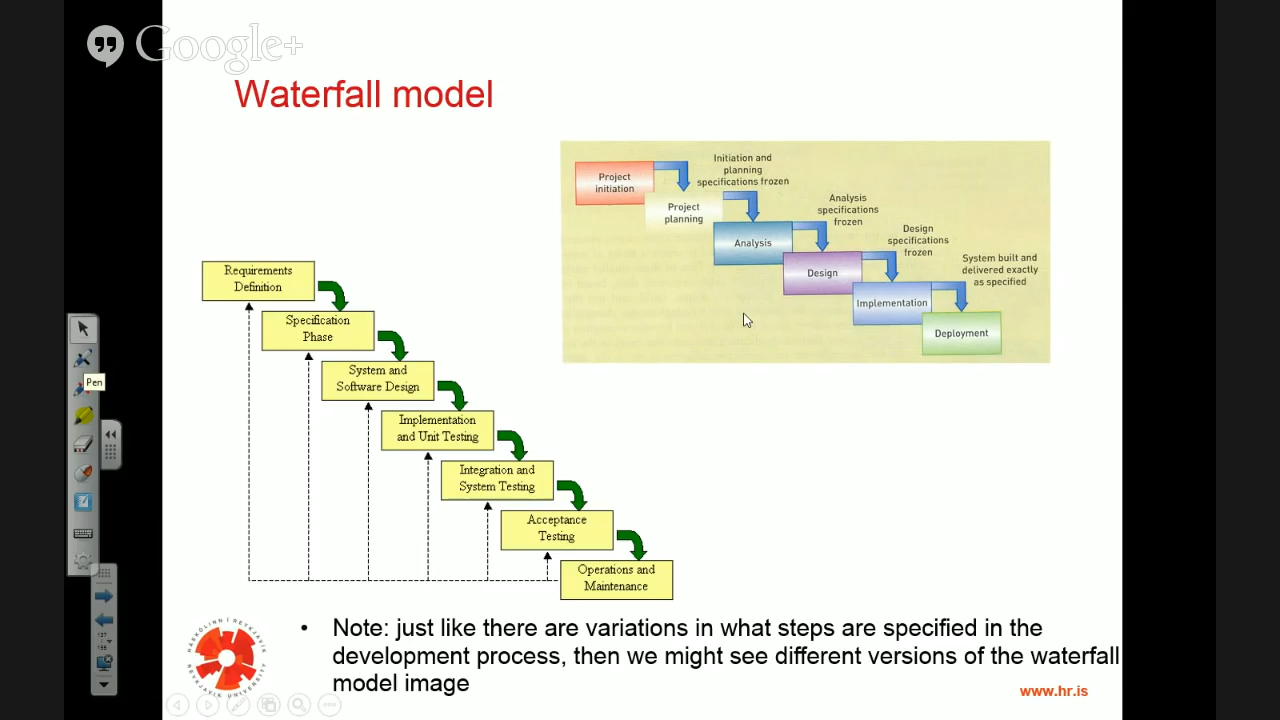 Google+
Waterfall model
Project
initiation
Initiation and
planning
specifications frozen
Project
planning
Analysis
specifications
frozen
Analysis
Design
specifications
frozen
Design
System built and
delivered exactly
as specified
Implementation
Deployment
Requirements
Definition
Specification
Phase
System and
Software Design
Implementation
and Unit Testing
Integration and
System Testing
Acceptance
Testing
Operations and
Maintenance
Pen
• Note: just like there are variations in what steps are specified in the
development process, then we might see different versions of the waterfall
model image
HÁSKÓLINN Í REYKJAVÍK
REYKJAVIK UNIVERSITY
www.hr.is